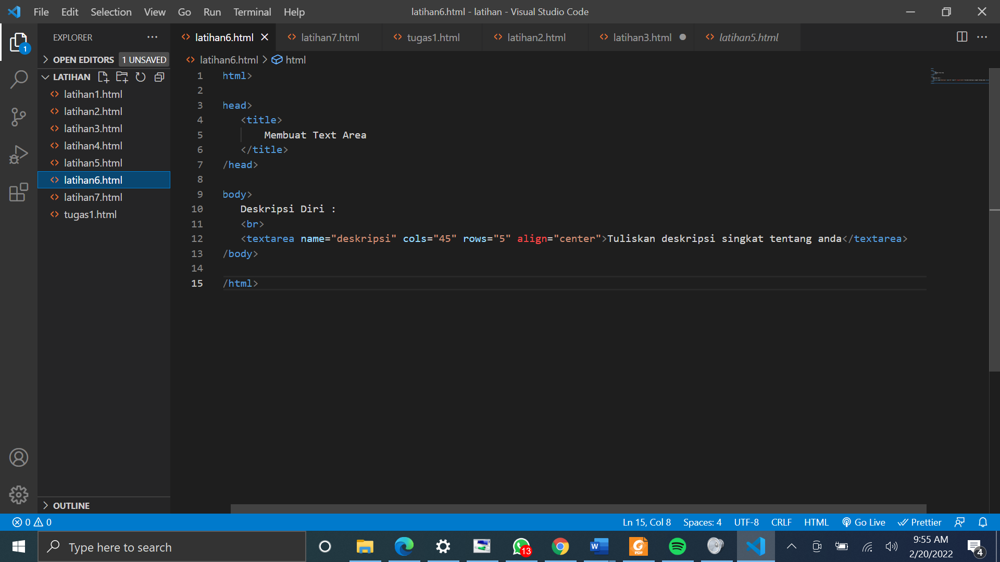 File Edit Selection View Go Run Terminal Help
latihan6.html - latihan - Visual Studio Code
EXPLORER
1
OPEN EDITORS 1 UNSAVED
LATIHAN
latihan1.html
latihan2.html
latihan3.html
latihan4.html
latihan5.html
latihan6.html
latihan7.html
tugas1.html
OUTLINE
latihan6.html latihan7.html tugas1.html latihan2.html latihan3.html latihan5.html
latihan6.html > html
1 html>
2
3 head>
4 <title>
5 Membuat Text Area
6 </title>
7 /head>
8
9 body>
10 Deskripsi Diri :
11 <br>
12 <textarea name="deskripsi" cols="45" rows="5" align="center">Tuliskan deskripsi singkat tentang anda</textarea>
13 /body>
14
15 /html>
0 0
Ln 15, Col 8 Spaces: 4 UTF-8 CRLF HTML Go Live Prettier
Type here to search
13
W
PDF
9:55 AM
2/20/2022
4